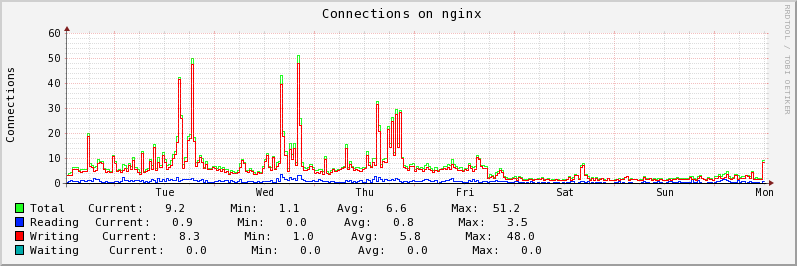 Connections on nginx
RRDTOOL / TOBI OETIKER
Connections
60
50
40
30
20
10
0
Tue Wed Thu Fri Sat Sun Mon
Total Current: 9.2 Min: 1.1 Avg: 6.6 Max: 51.2
Reading Current: 0.9 Min: 0.0 Avg: 0.8 Max: 3.5
Writing Current: 8.3 Min: 1.0 Avg: 5.8 Max: 48.0
Waiting Current: 0.0 Min: 0.0 Avg: 0.0 Max: 0.0